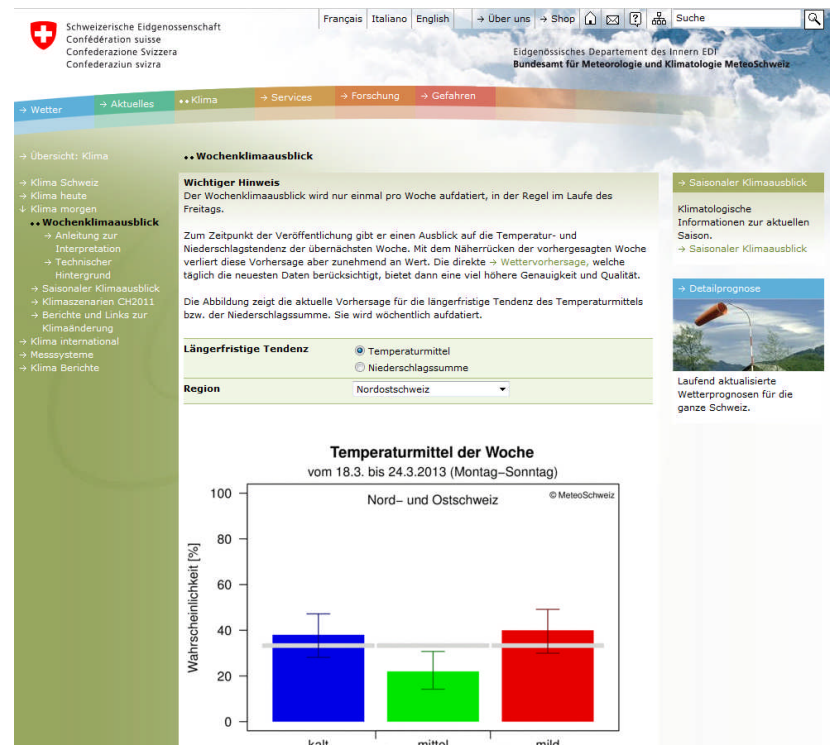 Schweizerische Eidgenossenschaft
Confédération suisse
Confederazione Svizzera
Confederaziun svizra
Français Italiano English → Über uns → Shop Suche
Eidgenössisches Departement des Innern EDI
Bundesamt für Meteorologie und Klimatologie MeteoSchweiz
→ Wetter → Aktuelles •• Klima → Services → Forschung → Gefahren
→ Übersicht: Klima
→ Klima Schweiz
→ Klima heute
↓ Klima morgen
•• Wochenklimaausblick
→ Anleitung zur
Interpretation
→ Technischer
Hintergrund
→ Saisonaler Klimaausblick
→ Klimaszenarien CH2011
→ Berichte und Links zur
Klimaänderung
→ Klima international
→ Messsysteme
→ Klima Berichte
•• Wochenklimaausblick
Wichtiger Hinweis
Der Wochenklimaausblick wird nur einmal pro Woche aufdatiert, in der Regel im Laufe des
Freitags.
Zum Zeitpunkt der Veröffentlichung gibt er einen Ausblick auf die Temperatur- und
Niederschlagstendenz der übernächsten Woche. Mit dem Näherrücken der vorhergesagten Woche
verliert diese Vorhersage aber zunehmend an Wert. Die direkte → Wettervorhersage, welche
täglich die neuesten Daten berücksichtigt, bietet dann eine viel höhere Genauigkeit und Qualität.
Die Abbildung zeigt die aktuelle Vorhersage für die längerfristige Tendenz des Temperaturmittels
bzw. der Niederschlagssumme. Sie wird wöchentlich aufdatiert.
Längerfristige Tendenz Temperaturmittel
Niederschlagssumme
Region Nordostschweiz
Temperaturmittel der Woche
vom 18.3. bis 24.3.2013 (Montag–Sonntag)
Nord– und Ostschweiz
© MeteoSchweiz
Wahrscheinlichkeit [%]
100
80
60
40
20
0
kalt mittel mild
→ Saisonaler Klimaausblick
Klimatologische
Informationen zur aktuellen
Saison.
→ Saisonaler Klimaausblick
→ Detailprognose
Laufend aktualisierte
Wetterprognosen für die
ganze Schweiz.